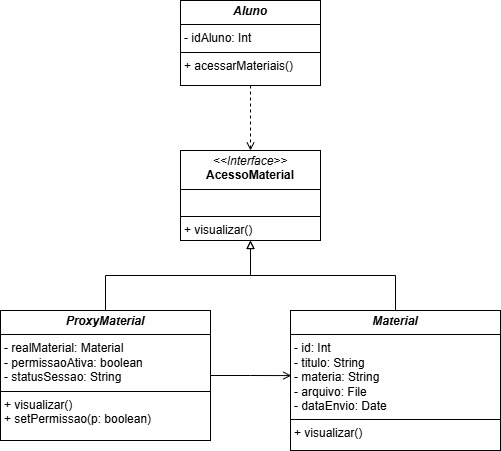 Aluno
- idAluno: Int
+ acessarMateriais()
<<Interface>>
AcessoMaterial
+ visualizar()
ProxyMaterial
- realMaterial: Material
- permissaoAtiva: boolean
- statusSessao: String
+ visualizar()
+ setPermissao(p: boolean)
Material
- id: Int
- titulo: String
- materia: String
- arquivo: File
- dataEnvio: Date
+ visualizar()